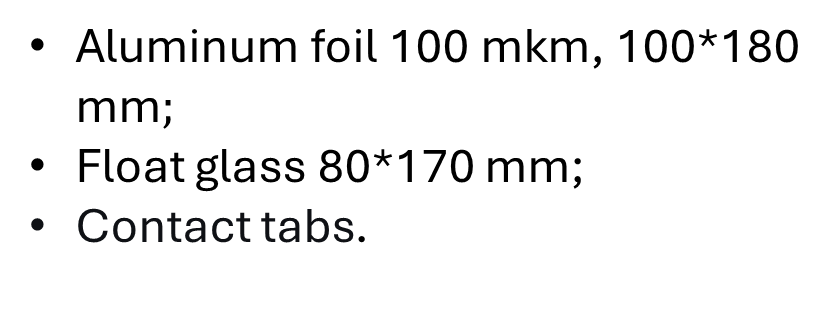 • Aluminum foil 100 mkm, 100*180
mm;
• Float glass 80*170 mm;
• Contact tabs.